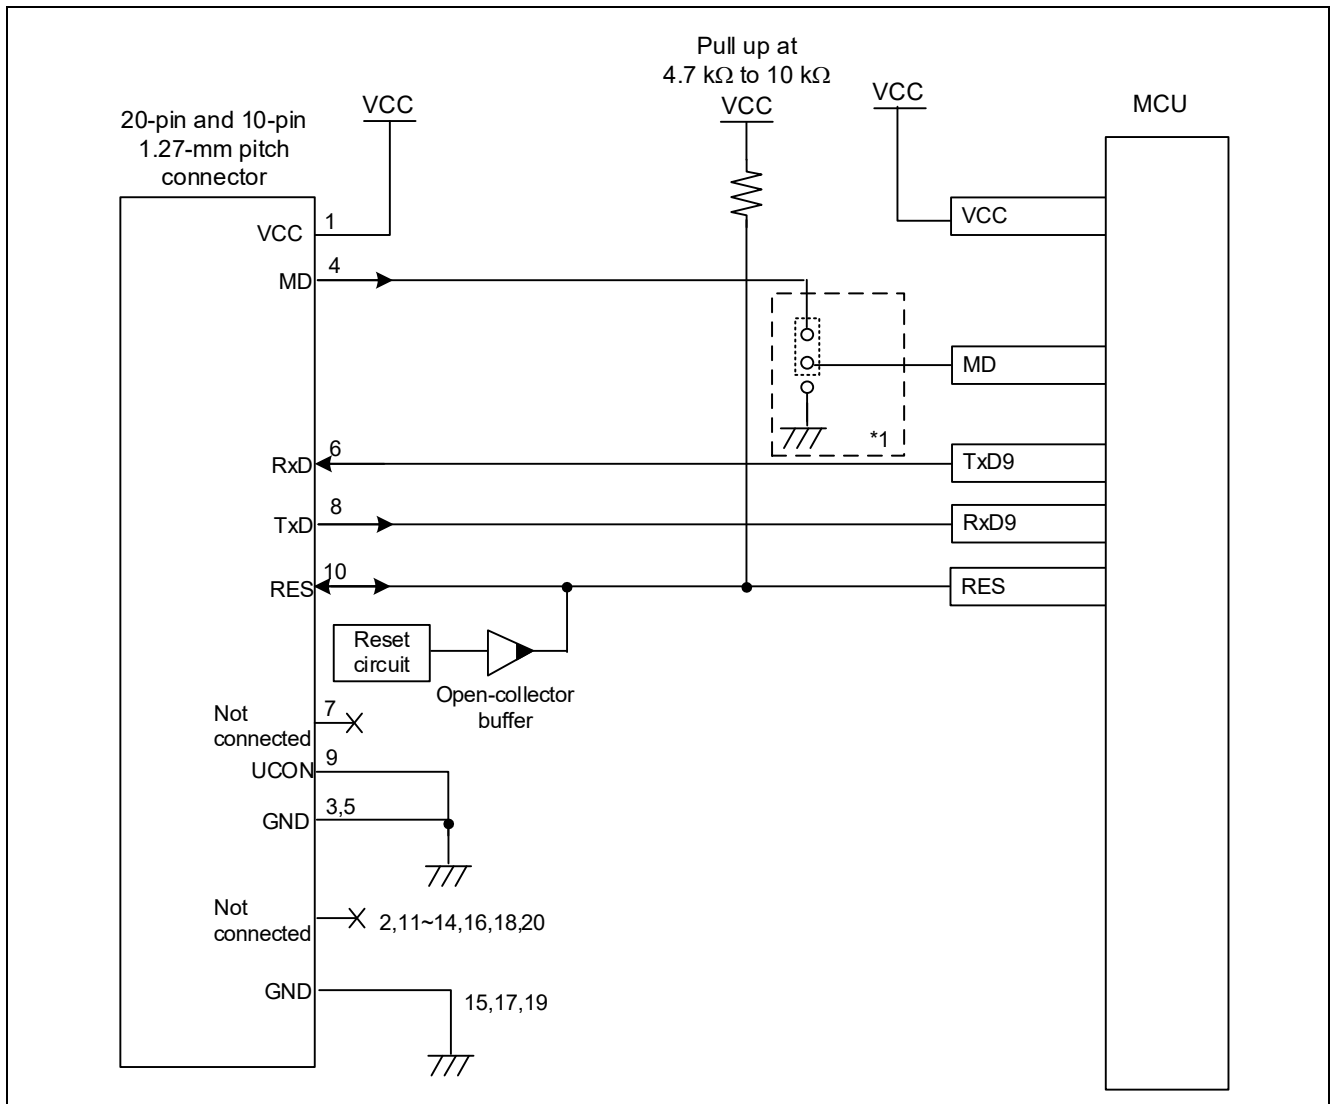 Pull up at
4.7 kΩ to 10 kΩ
VCC
VCC
VCC
MCU
20-pin and 10-pin
1.27-mm pitch
connector
VCC
1
VCC
MD
4
MD
*1
RxD
6
TxD9
TxD
8
RxD9
RES
10
RES
Reset
circuit
Open-collector
buffer
Not
connected
7
UCON
9
GND
3,5
Not
connected
2,11~14,16,18,20
GND
15,17,19